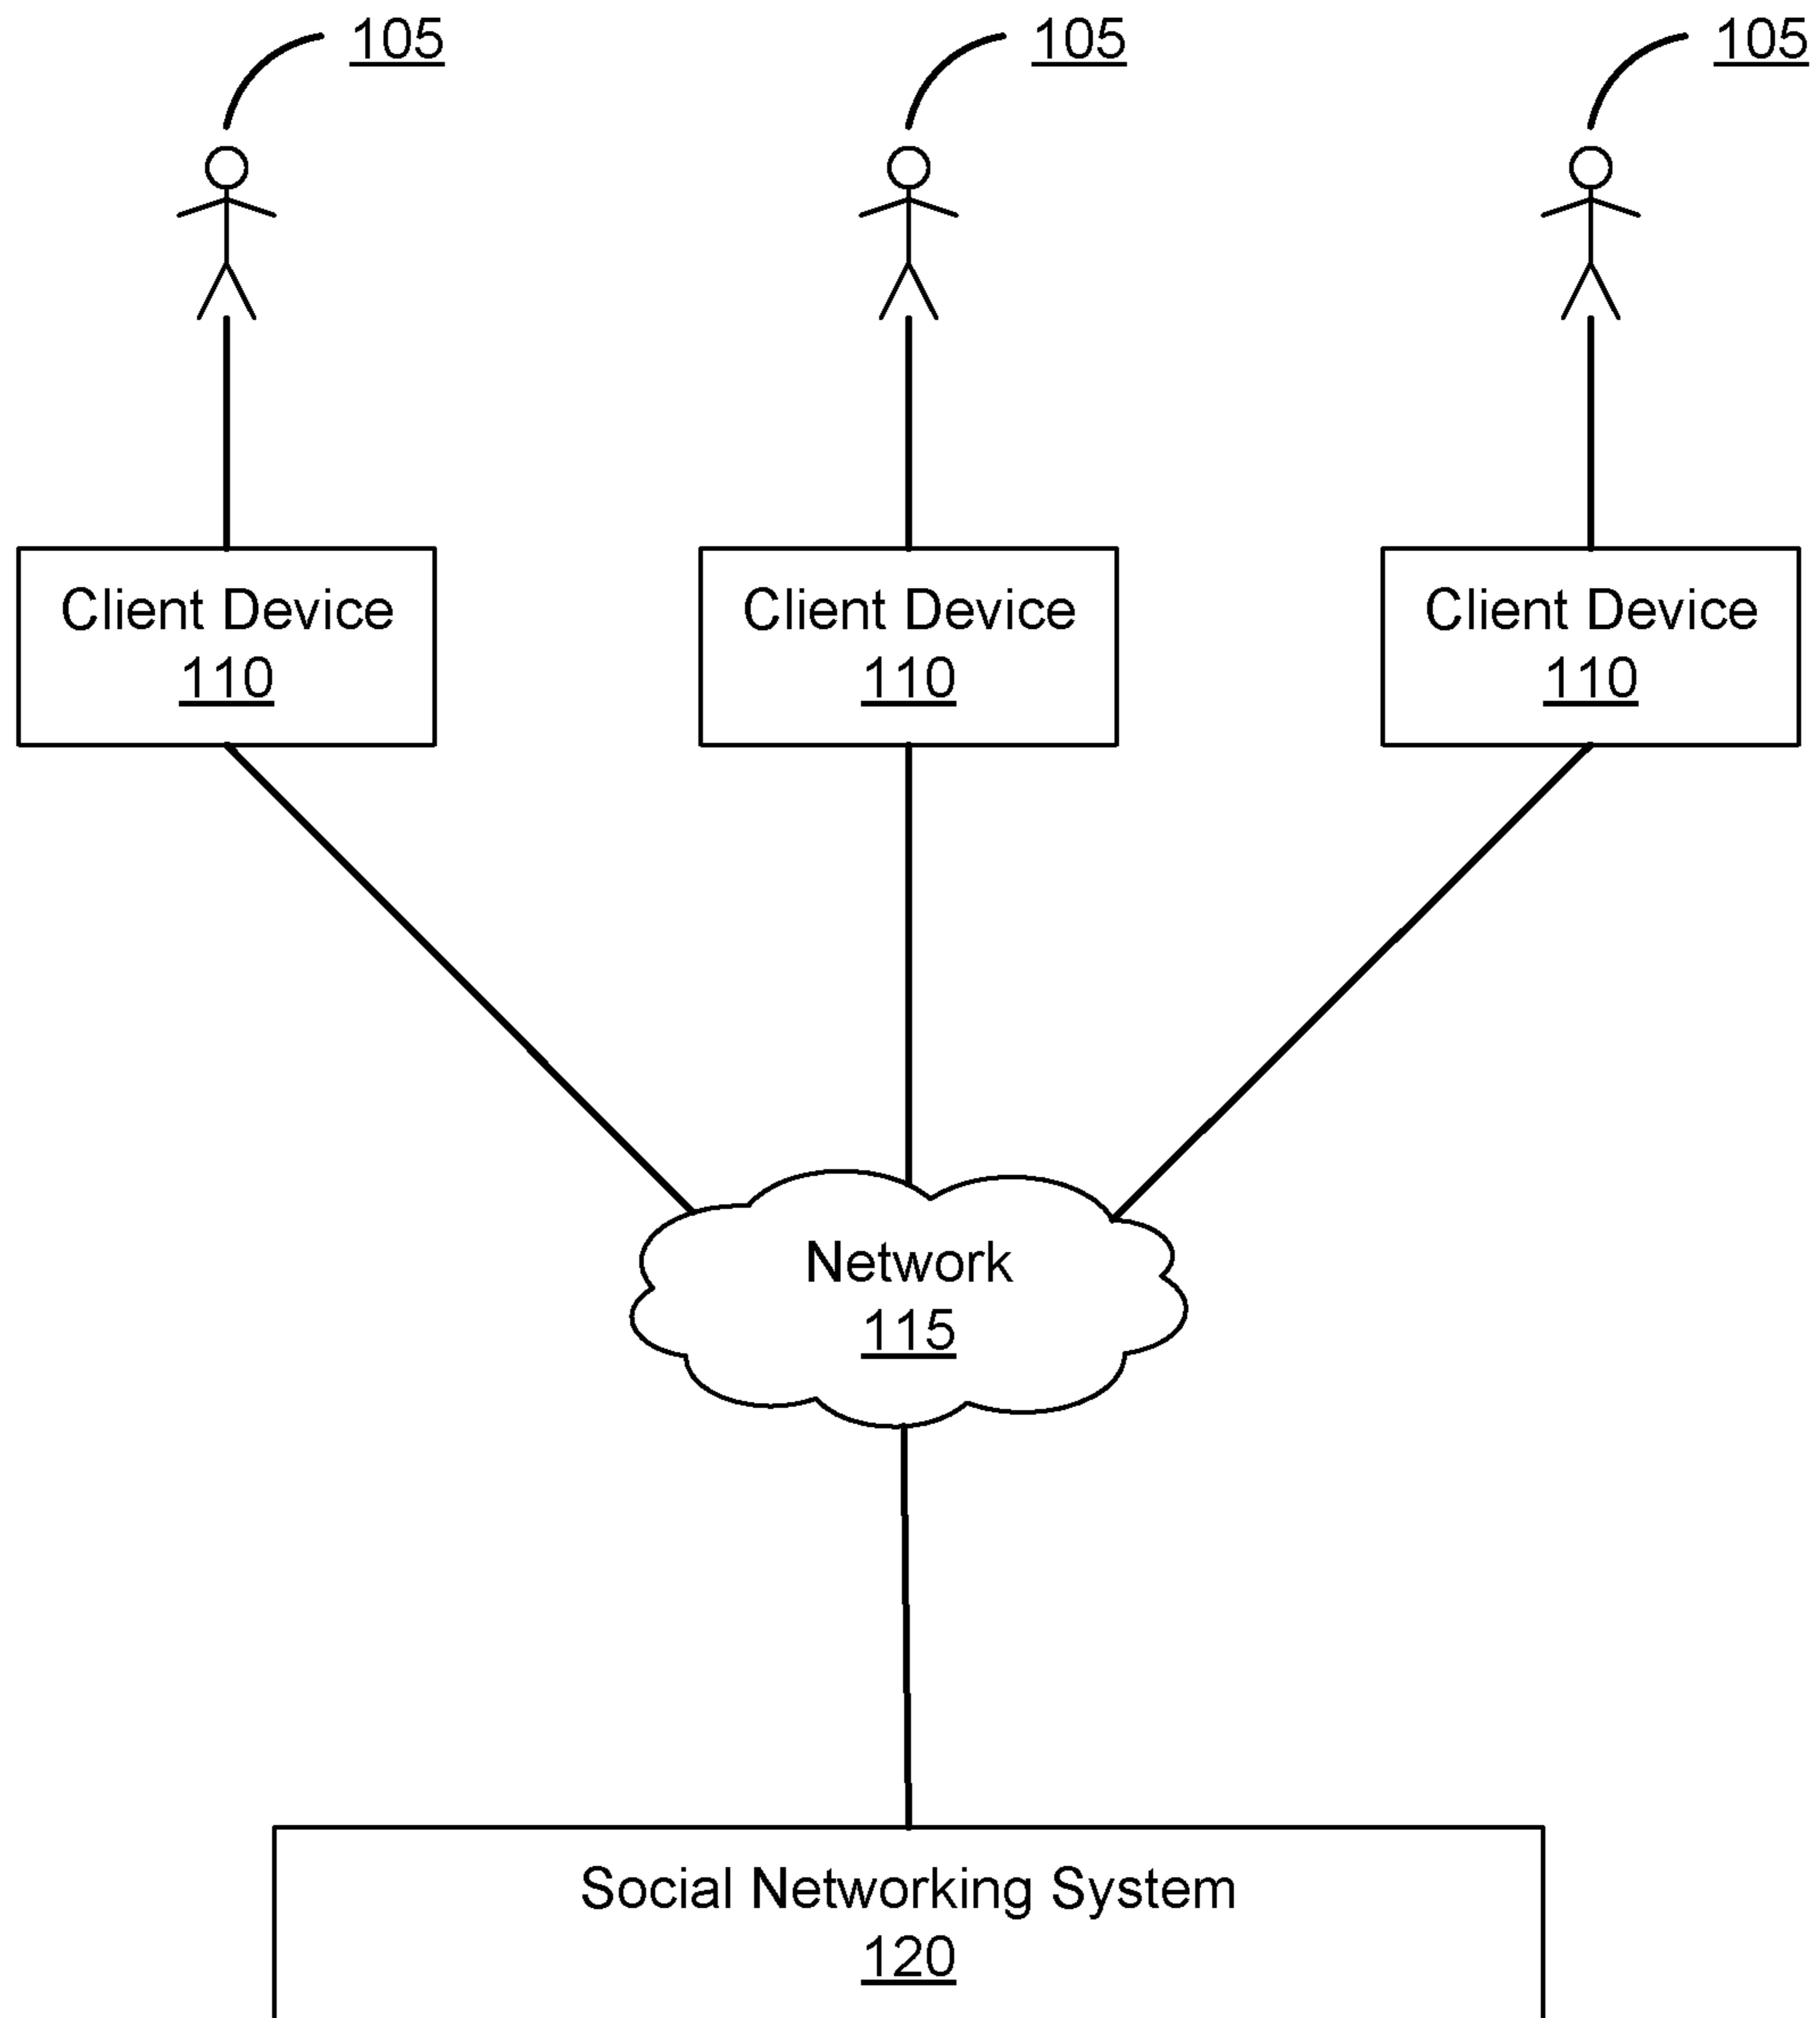 105 105 105
Client Device Client Device Client Device
110 110 110
Network
115
Social Networking System
120